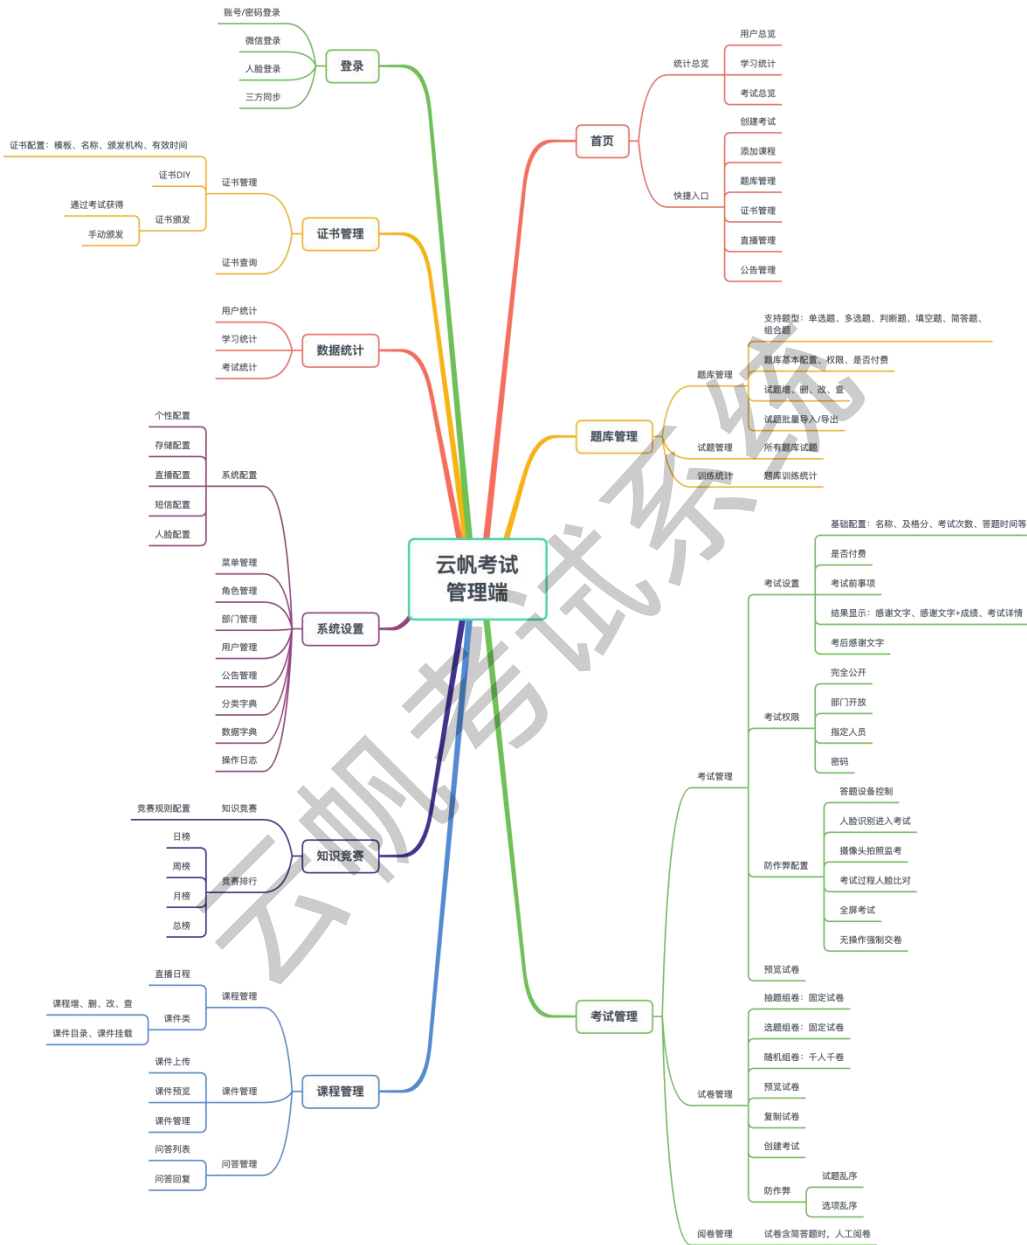 云帆考试
管理端
首页
统计总览
用户总览
学习统计
考试总览
快捷入口
创建考试
添加课程
题库管理
证书管理
直播管理
公告管理
题库管理
题库管理
支持题型：单选题、多选题、判断题、填空题、简答题、
组合题
题库基本配置、权限、是否付费
试题增、删、改、查
试题批量导入/导出
试题管理
所有题库试题
训练统计
题库训练统计
考试管理
考试管理
考试设置
基础配置：名称、及格分、考试次数、答题时间等
是否付费
考试前事项
结果显示：感谢文字、感谢文字+成绩、考试详情
考后感谢文字
考试权限
完全公开
部门开放
指定人员
密码
防作弊配置
答题设备控制
人脸识别进入考试
摄像头拍照监考
考试过程人脸比对
全屏考试
无操作强制交卷
预览试卷
试卷管理
抽题组卷：固定试卷
选题组卷：固定试卷
随机组卷：千人千卷
预览试卷
复制试卷
创建考试
防作弊
试题乱序
选项乱序
阅卷管理
试卷含简答题时，人工阅卷
登录
账号/密码登录
微信登录
人脸登录
三方同步
证书管理
证书管理
证书配置：模板、名称、颁发机构、有效时间
证书DIY
证书颁发
通过考试获得
手动颁发
证书查询
数据统计
用户统计
学习统计
考试统计
系统设置
系统配置
个性配置
存储配置
直播配置
短信配置
人脸配置
菜单管理
角色管理
部门管理
用户管理
公告管理
分类字典
数据字典
操作日志
知识竞赛
知识竞赛
竞赛规则配置
竞赛排行
日榜
周榜
月榜
总榜
课程管理
课程管理
直播日程
课件类
课程增、删、改、查
课件目录、课件挂载
课件管理
课件上传
课件预览
课件管理
问答管理
问答列表
问答回复
云帆考试系统